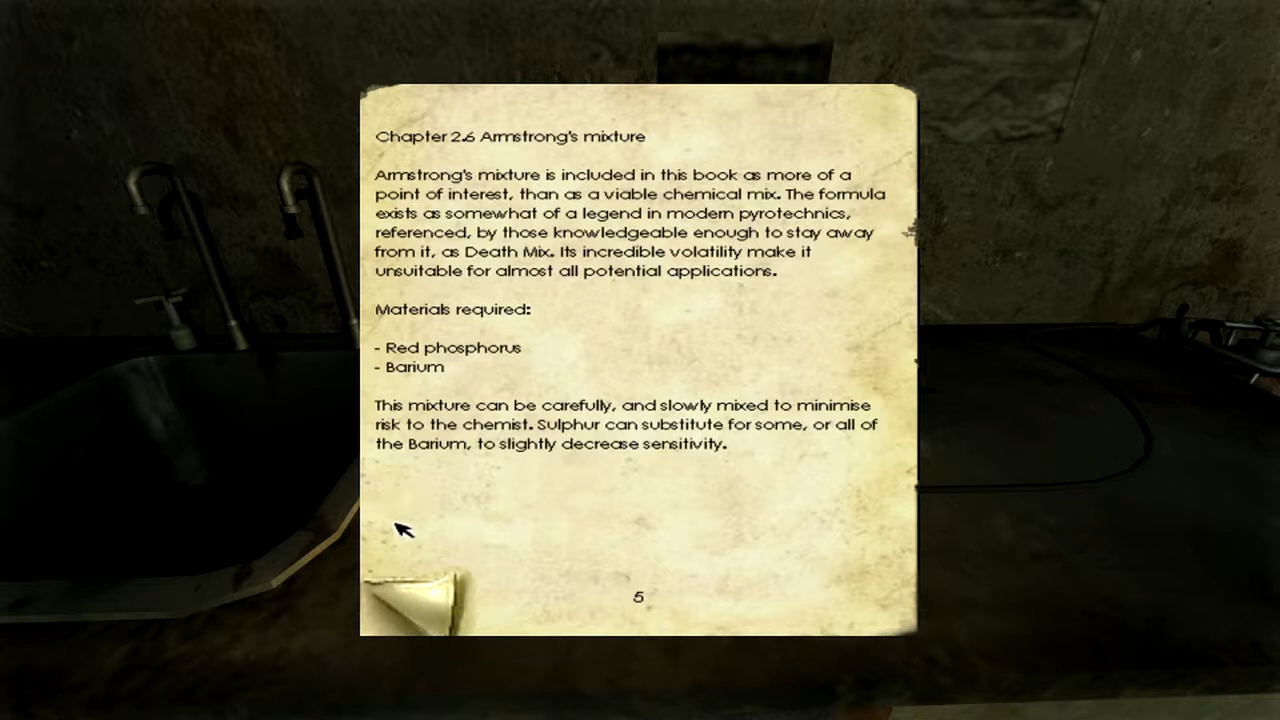 Chapter 2.6 Armstrong's mixture
Armstrong's mixture is included in this book as more of a
point of interest, than as a viable chemical mix. The formula
exists as somewhat of a legend in modern pyrotechnics,
referenced, by those knowledgeable enough to stay away
from it, as Death Mix. Its incredible volatility make it
unsuitable for almost all potential applications.
Materials required:
- Red phosphorus
- Barium
This mixture can be carefully, and slowly mixed to minimise
risk to the chemist. Sulphur can substitute for some, or all of
the Barium, to slightly decrease sensitivity.
5